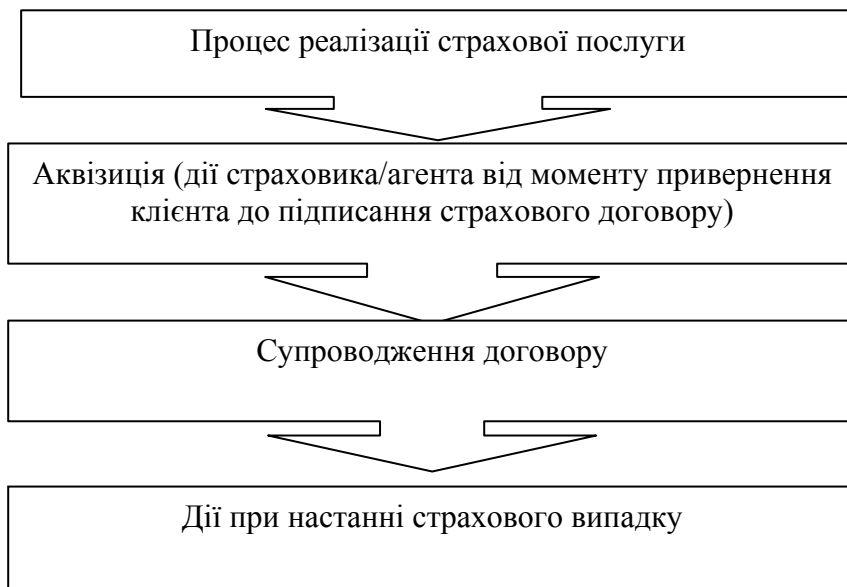 Процес реалізації страхової послуги
Аквізиція (дії страховика/агента від моменту привернення
клієнта до підписання страхового договору)
Супроводження договору
Дії при настанні страхового випадку